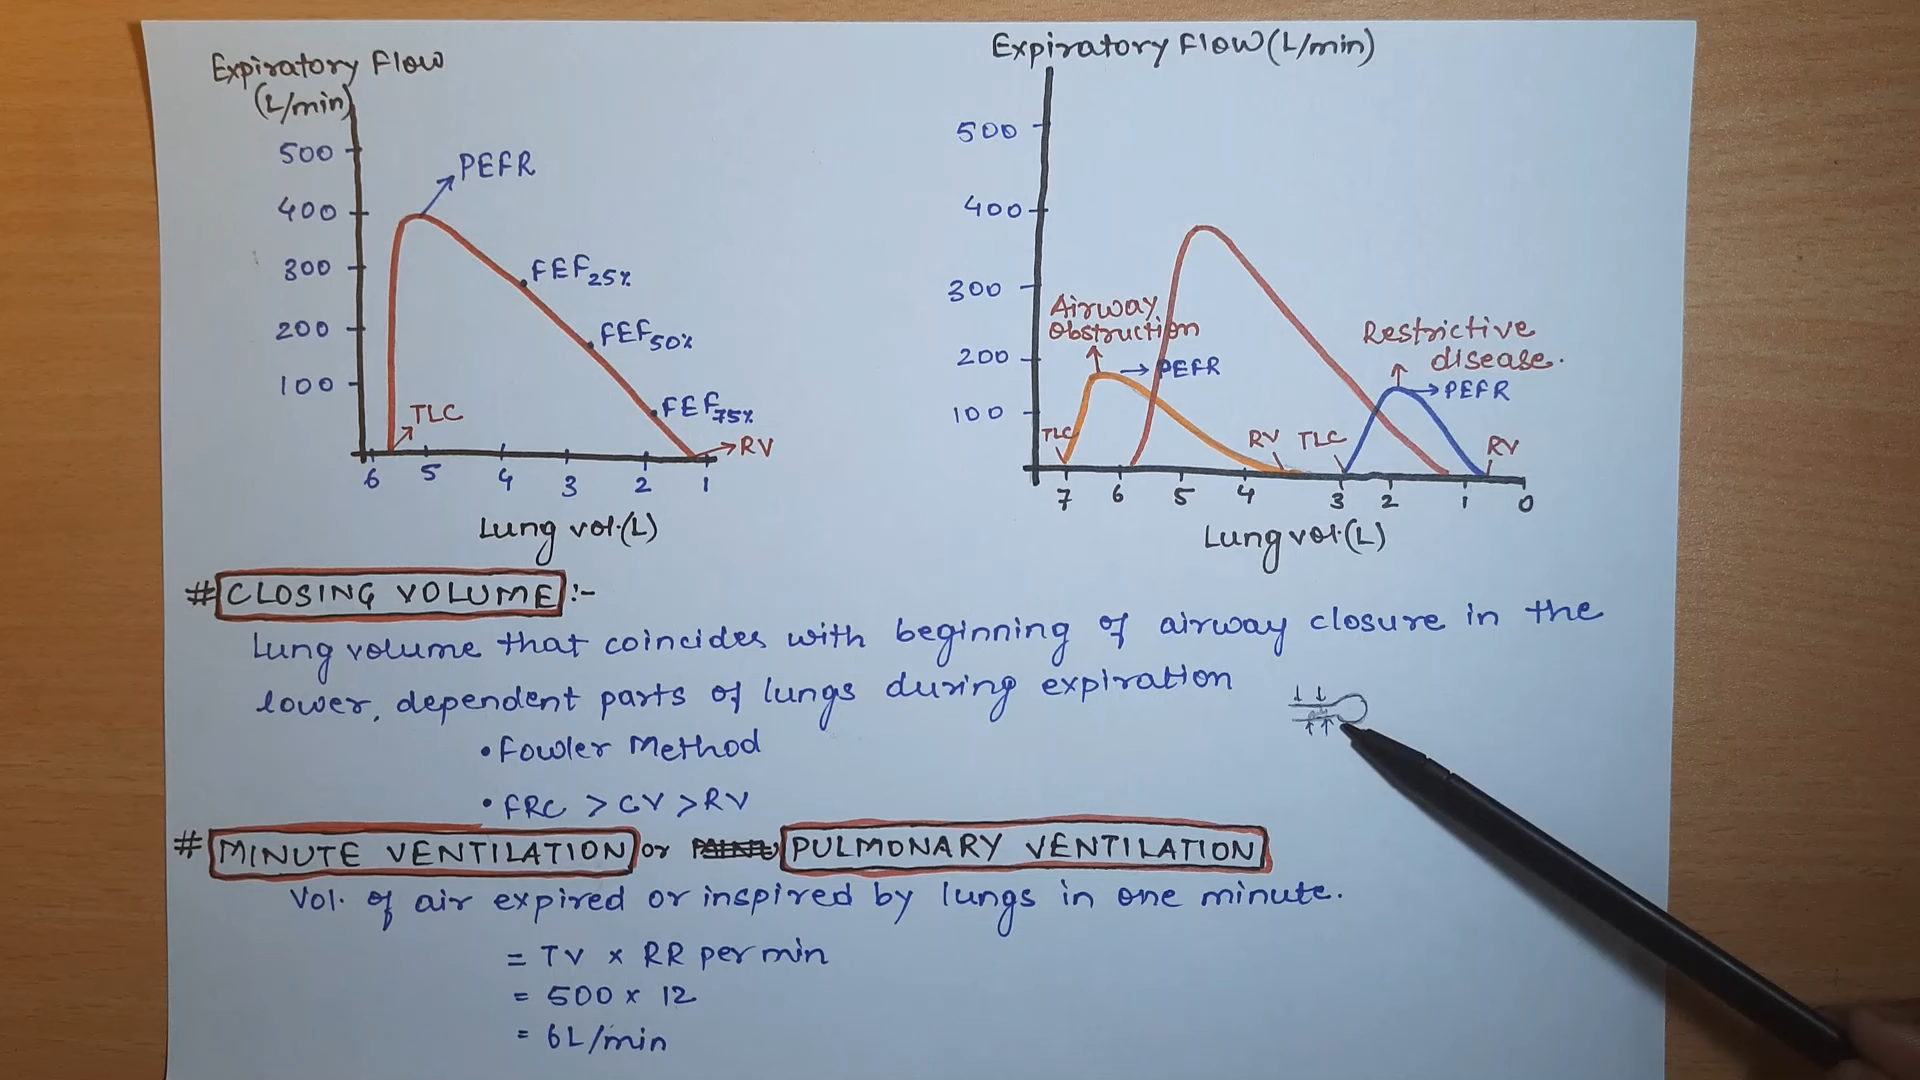 Expiratory Flow
(L/min)
500
400
300
200
100
PEFR
FEF25%
FEF50%
FEF75%
TLC
RV
6 5 4 3 2 1
Lung vol.(L)
Expiratory Flow (L/min)
500
400
300
200
100
Airway
Obstruction
PEFR
Restrictive
disease.
PEFR
TLC
RV
TLC
RV
7 6 5 4 3 2 1 0
Lung vol.(L)
# CLOSING VOLUME :-
Lung volume that coincides with beginning of airway closure in the
lower, dependent parts of lungs during expiration
• Fowler Method
• FRC > CV > RV
# MINUTE VENTILATION or PULMONARY VENTILATION
Vol. of air expired or inspired by lungs in one minute.
= TV × RR per min
= 500 × 12
= 6L/min